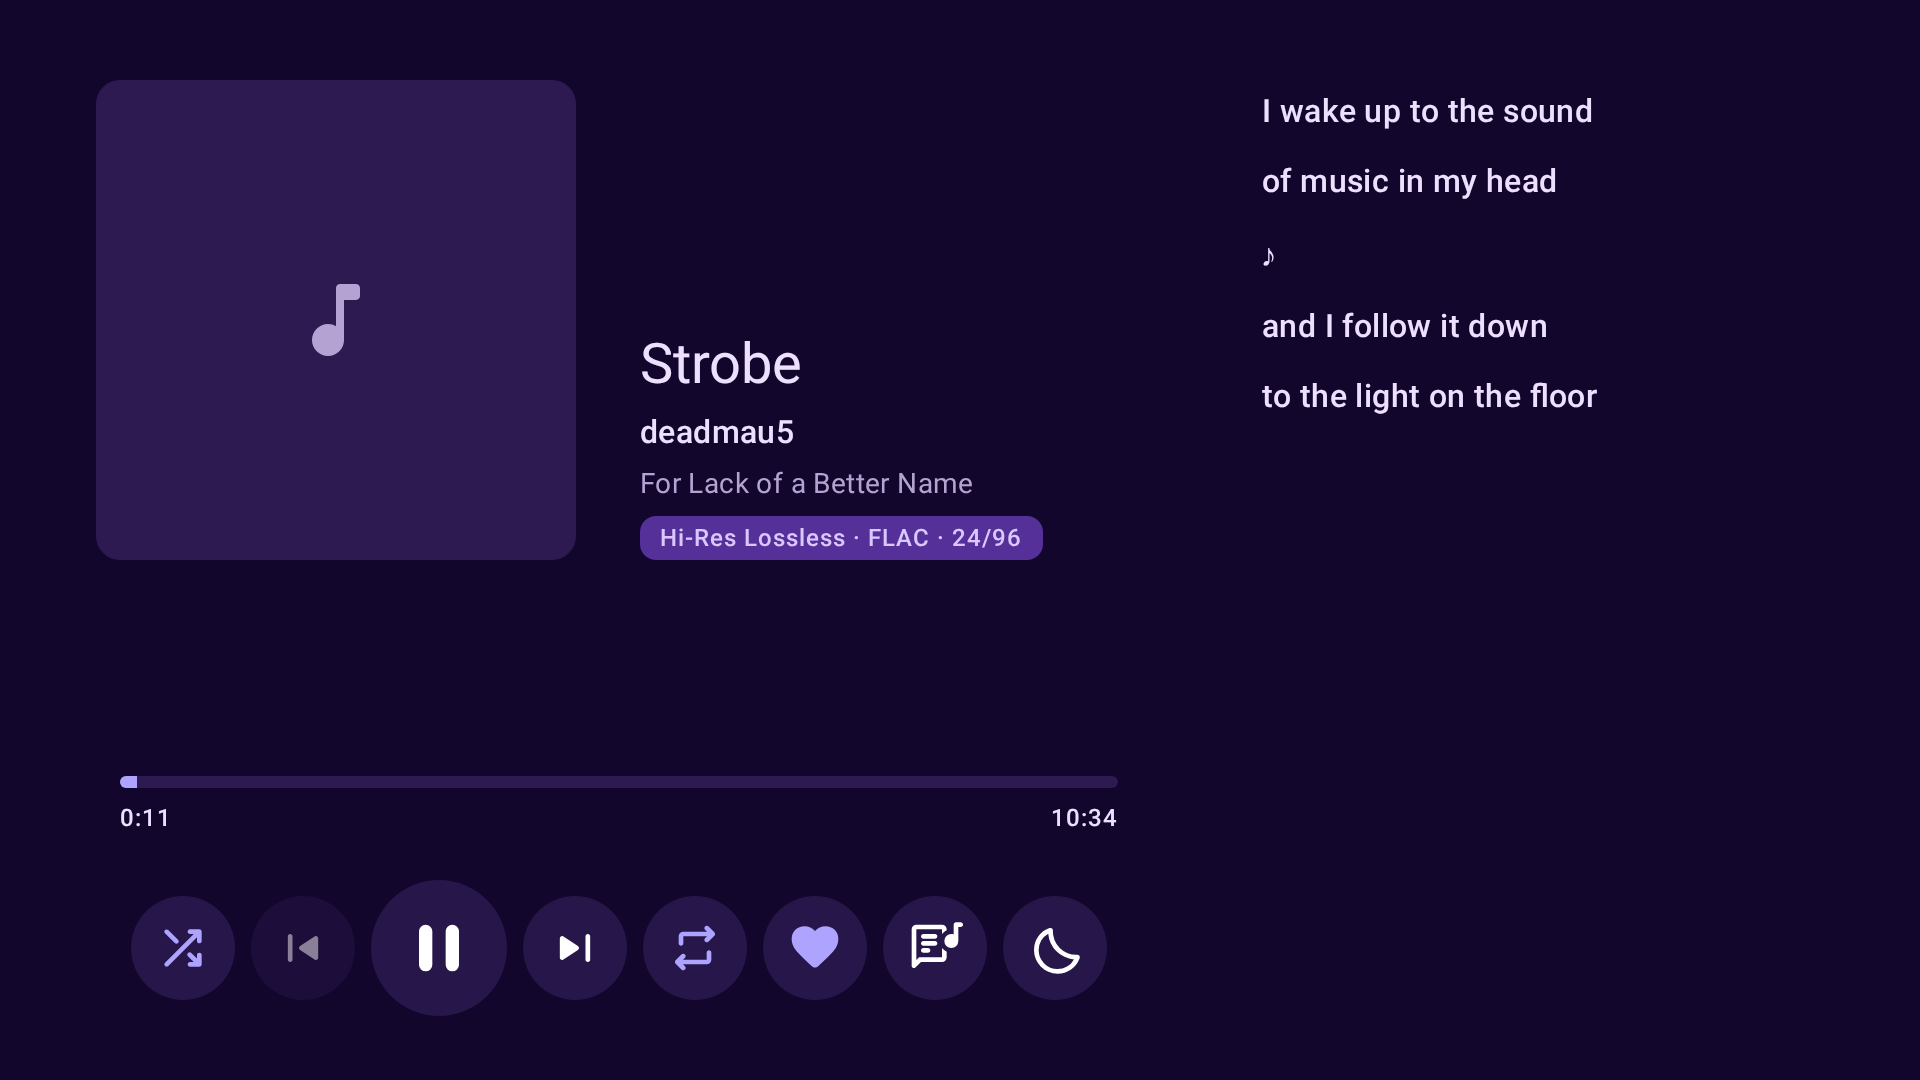 Strobe
deadmau5
For Lack of a Better Name
Hi-Res Lossless · FLAC · 24/96
0:11
10:34
I wake up to the sound
of music in my head
♪
and I follow it down
to the light on the floor